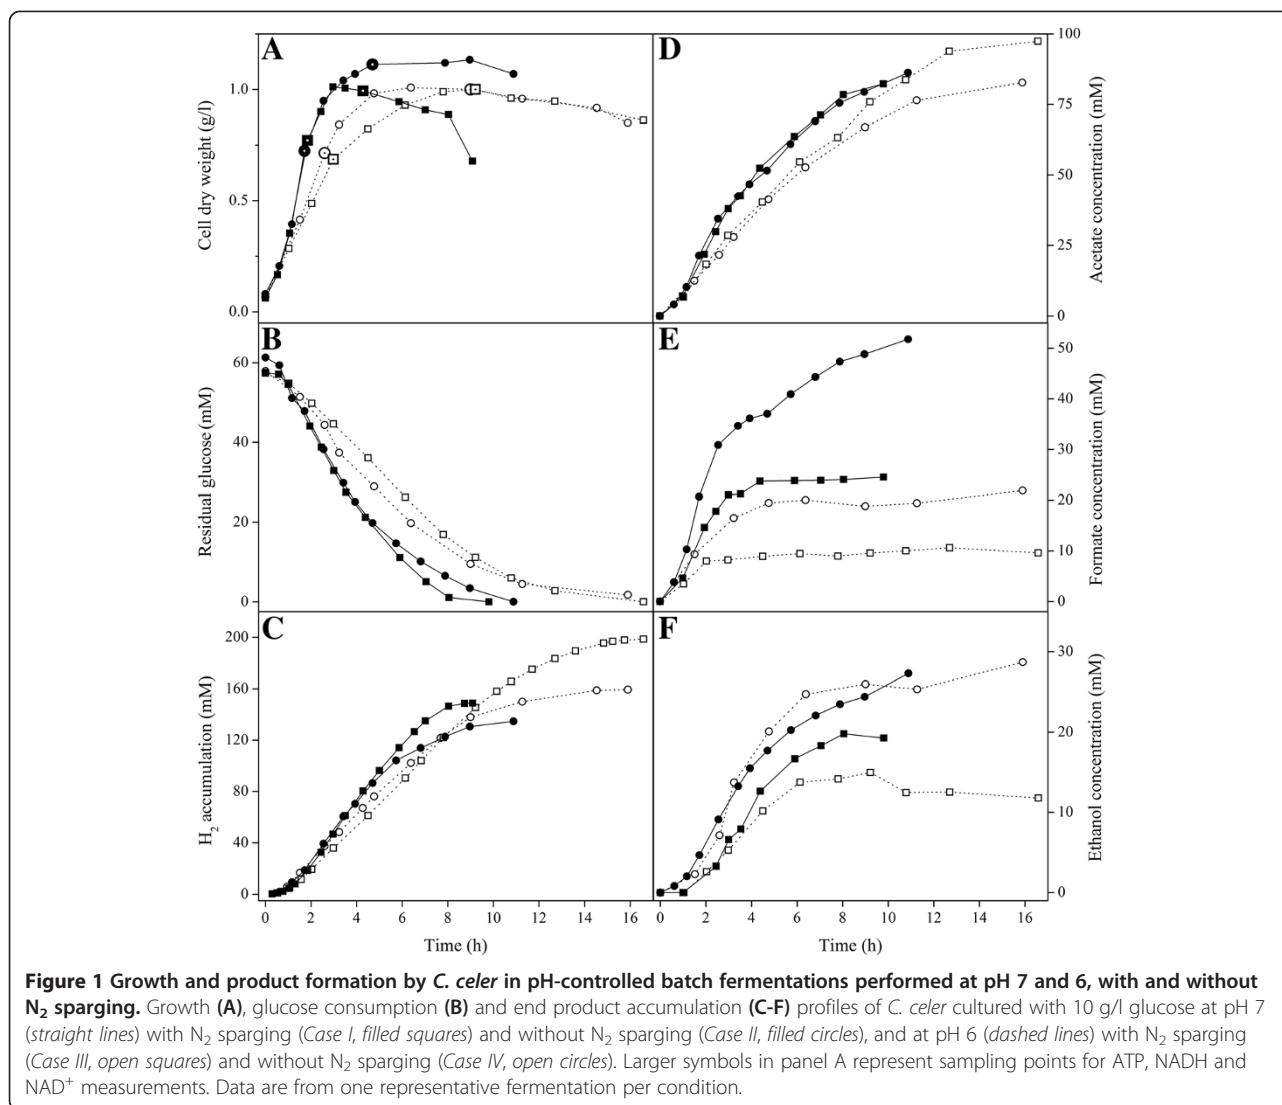 A
D
Cell dry weight (g/l)
1.0
0.5
0.0
Acetate concentration (mM)
100
75
50
25
0
B
E
Residual glucose (mM)
60
40
20
0
Formate concentration (mM)
50
40
30
20
10
0
C
F
H₂ accumulation (mM)
200
160
120
80
40
0
Ethanol concentration (mM)
30
20
10
0
0 2 4 6 8 10 12 14 16
0 2 4 6 8 10 12 14 16
Time (h)
Time (h)
Figure 1 Growth and product formation by C. celer in pH-controlled batch fermentations performed at pH 7 and 6, with and without
N₂ sparging. Growth (A), glucose consumption (B) and end product accumulation (C-F) profiles of C. celer cultured with 10 g/l glucose at pH 7
(straight lines) with N₂ sparging (Case I, filled squares) and without N₂ sparging (Case II, filled circles), and at pH 6 (dashed lines) with N₂ sparging
(Case III, open squares) and without N₂ sparging (Case IV, open circles). Larger symbols in panel A represent sampling points for ATP, NADH and
NAD⁺ measurements. Data are from one representative fermentation per condition.